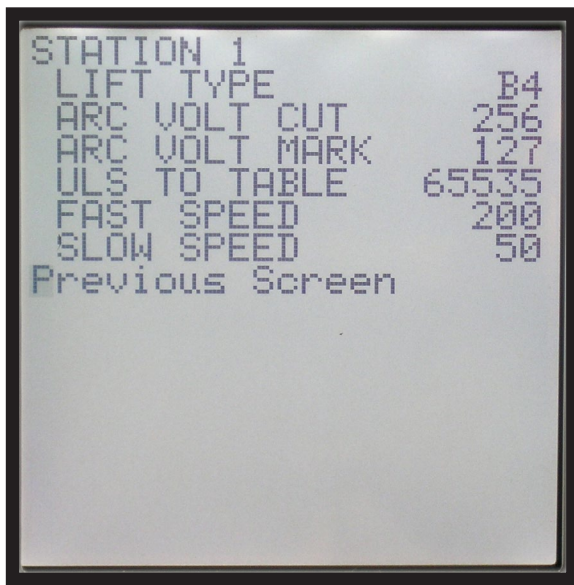 STATION 1
LIFT TYPE B4
ARC VOLT CUT 256
ARC VOLT MARK 127
ULS TO TABLE 65535
FAST SPEED 200
SLOW SPEED 50
Previous Screen